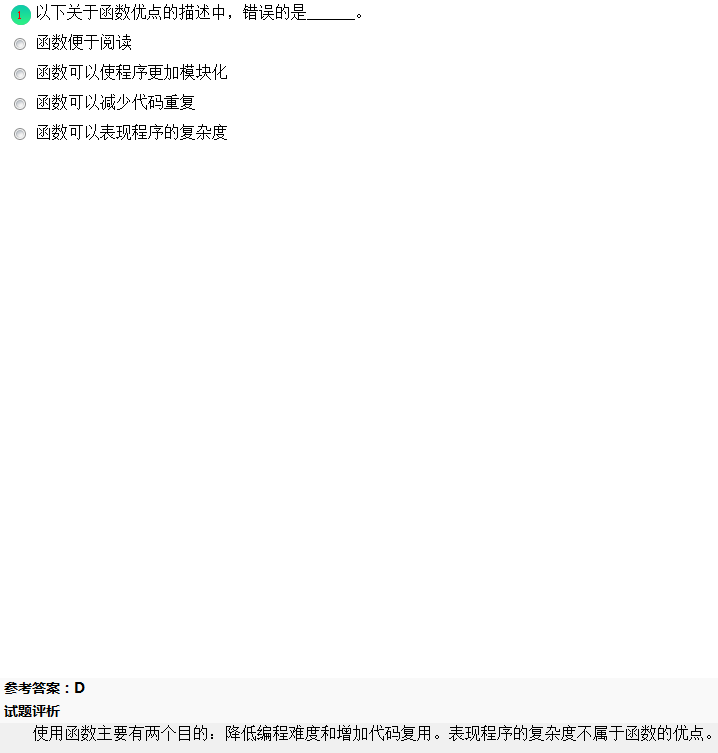 1 以下关于函数优点的描述中，错误的是______。
函数便于阅读
函数可以使程序更加模块化
函数可以减少代码重复
函数可以表现程序的复杂度
参考答案：D
试题评析
使用函数主要有两个目的：降低编程难度和增加代码复用。表现程序的复杂度不属于函数的优点。